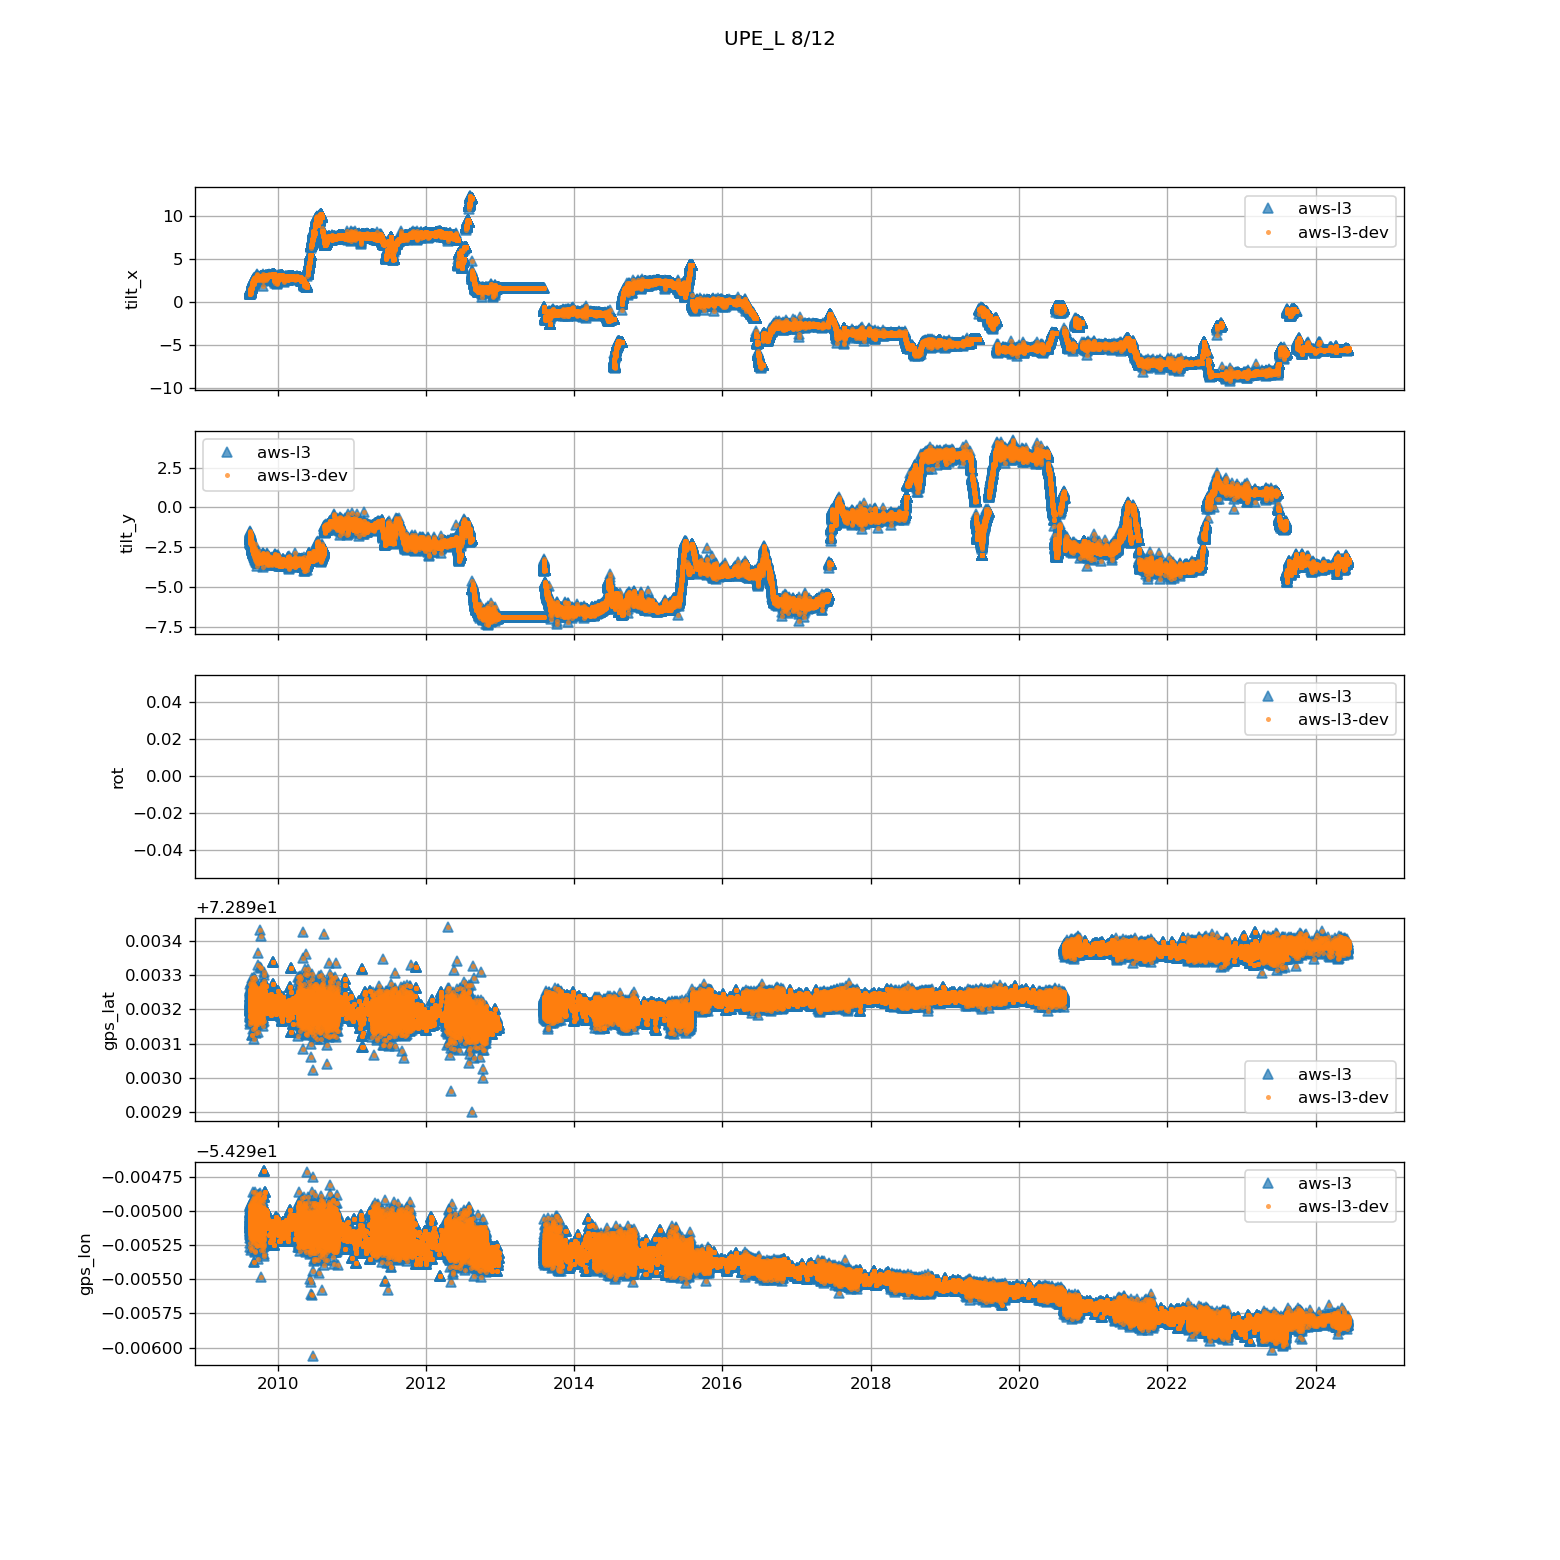 UPE_L 8/12
10
5
0
−5
−10
tilt_x
aws-l3
aws-l3-dev
2.5
0.0
−2.5
−5.0
−7.5
tilt_y
aws-l3
aws-l3-dev
0.04
0.02
0.00
−0.02
−0.04
rot
aws-l3
aws-l3-dev
+7.289e1
0.0034
0.0033
0.0032
0.0031
0.0030
0.0029
gps_lat
aws-l3
aws-l3-dev
−5.429e1
−0.00475
−0.00500
−0.00525
−0.00550
−0.00575
−0.00600
gps_lon
aws-l3
aws-l3-dev
2010 2012 2014 2016 2018 2020 2022 2024